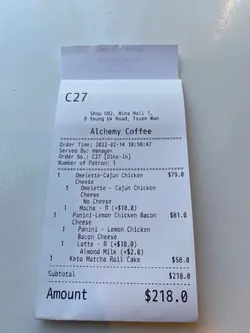 C27
Shop 603, Nina Mall 1,
8 Yeung Uk Road, Tsuen Wan
Alchemy Coffee
Order Time: 2022-02-14 10:58:47
Served By: manager
Order No.: C27 [Dine-in]
Number of Patron: 1
1 Omelette-Cajun Chicken $79.0
Cheese
1 Omelette - Cajun Chicken
Cheese
No Cheese
1 Mocha - R (+$10.0)
1 Panini-Lemon Chicken Bacon $81.0
Cheese
1 Panini - Lemon Chicken
Bacon Cheese
1 Latte - R (+$10.0)
Almond Milk (+$2.0)
1 Keto Matcha Roll Cake $58.0
Subtotal $218.0
Amount $218.0